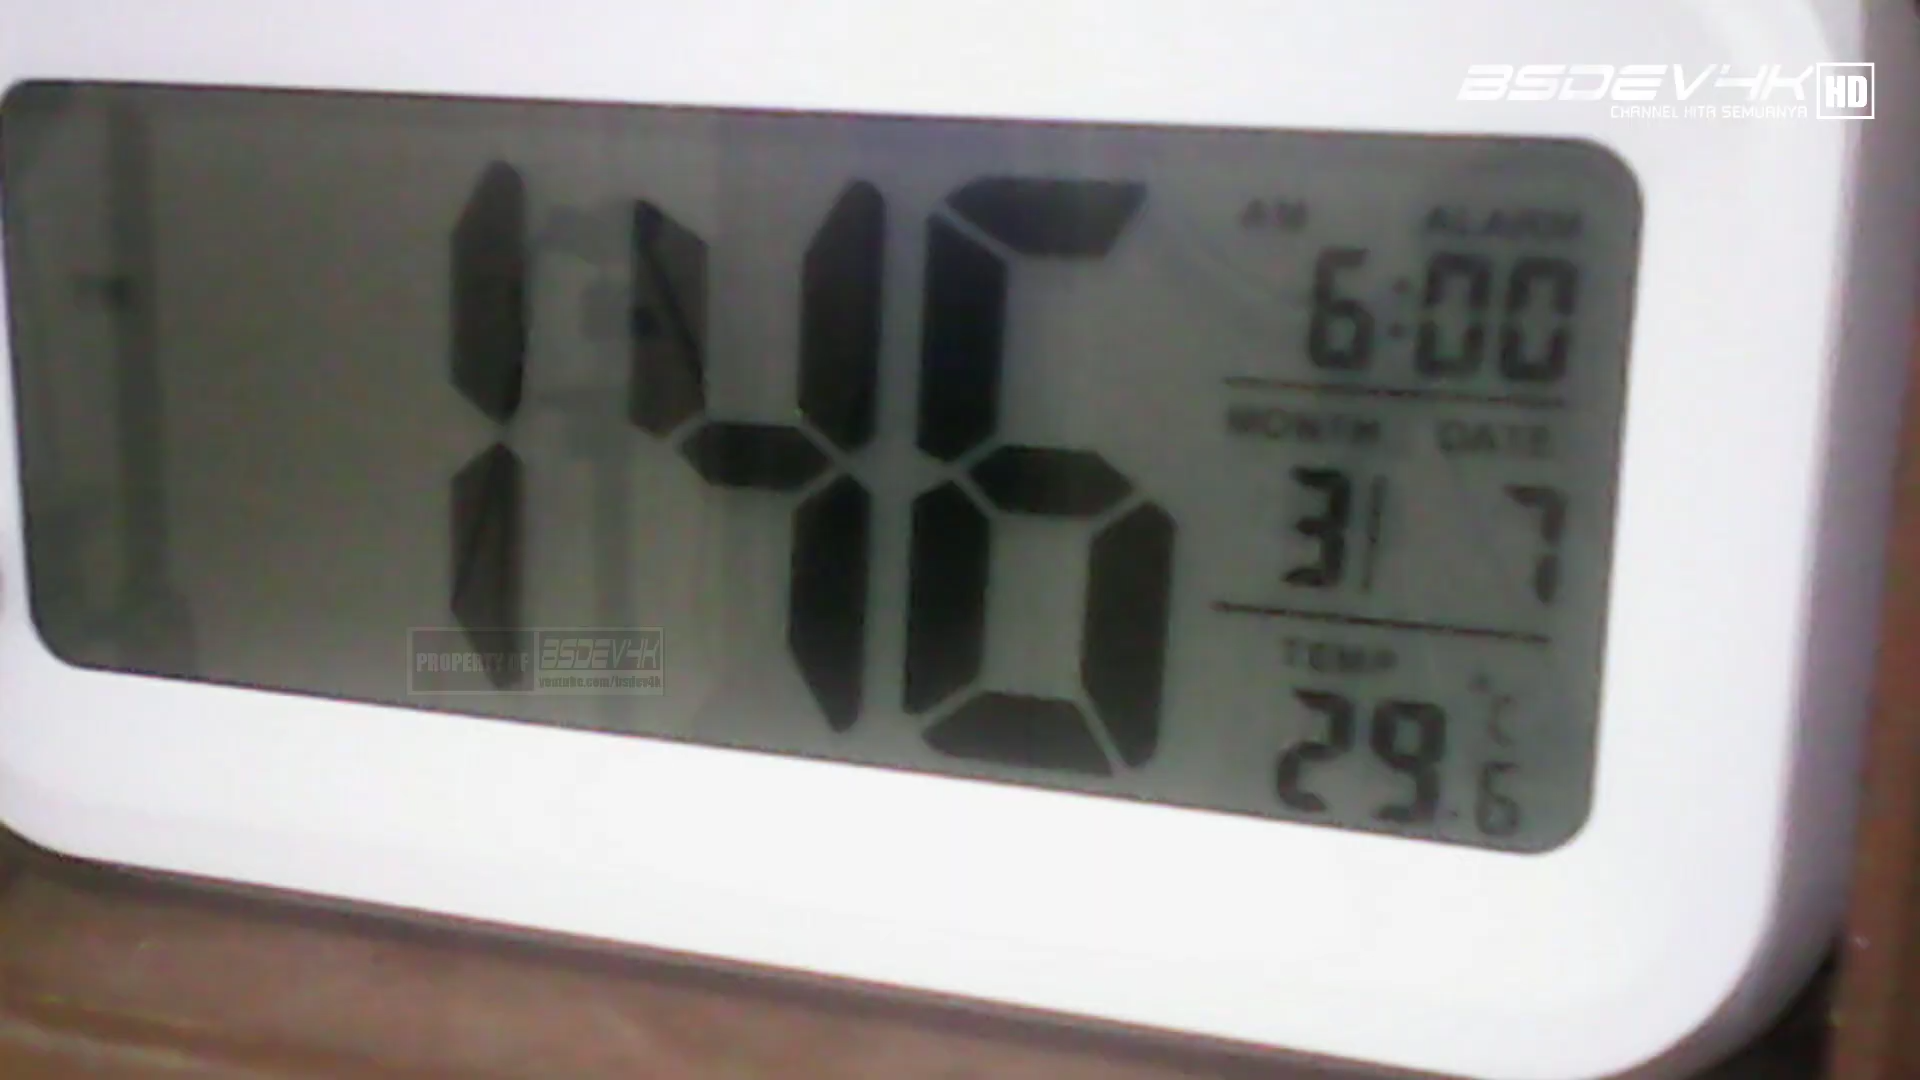 BSDEV4K HD
CHANNEL KITA SEMUANYA
AM ALARM
6:00
1 46
MONTH DATE
3 7
TEMP
29.6 °C
PROPERTY OF BSDEV4K
youtube.com/bsdev4k